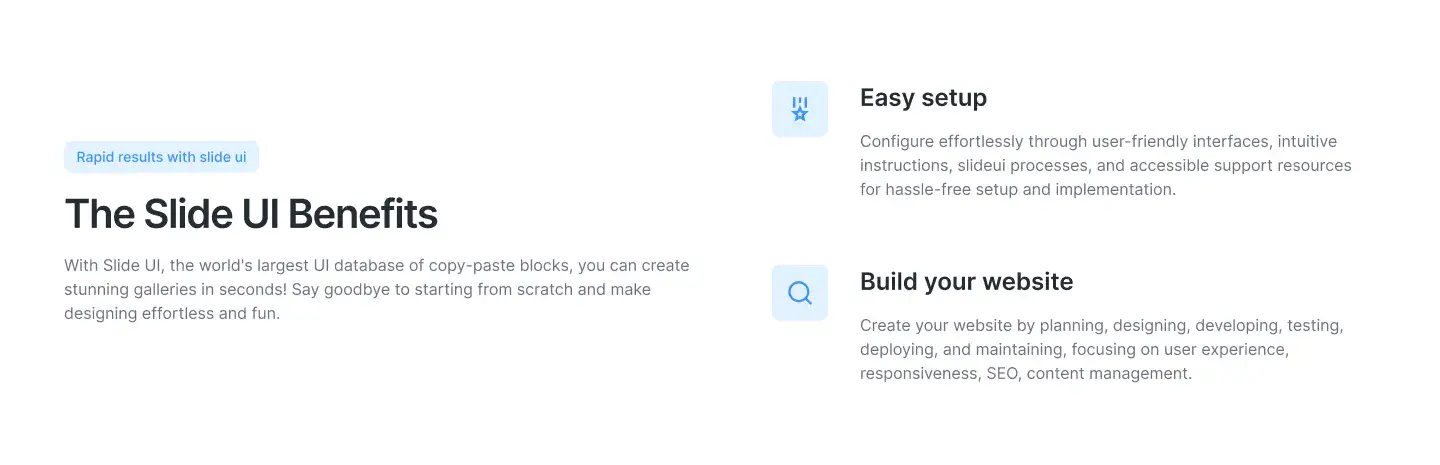 Rapid results with slide ui
The Slide UI Benefits
With Slide UI, the world's largest UI database of copy-paste blocks, you can create
stunning galleries in seconds! Say goodbye to starting from scratch and make
designing effortless and fun.
Easy setup
Configure effortlessly through user-friendly interfaces, intuitive
instructions, slideui processes, and accessible support resources
for hassle-free setup and implementation.
Build your website
Create your website by planning, designing, developing, testing,
deploying, and maintaining, focusing on user experience,
responsiveness, SEO, content management.